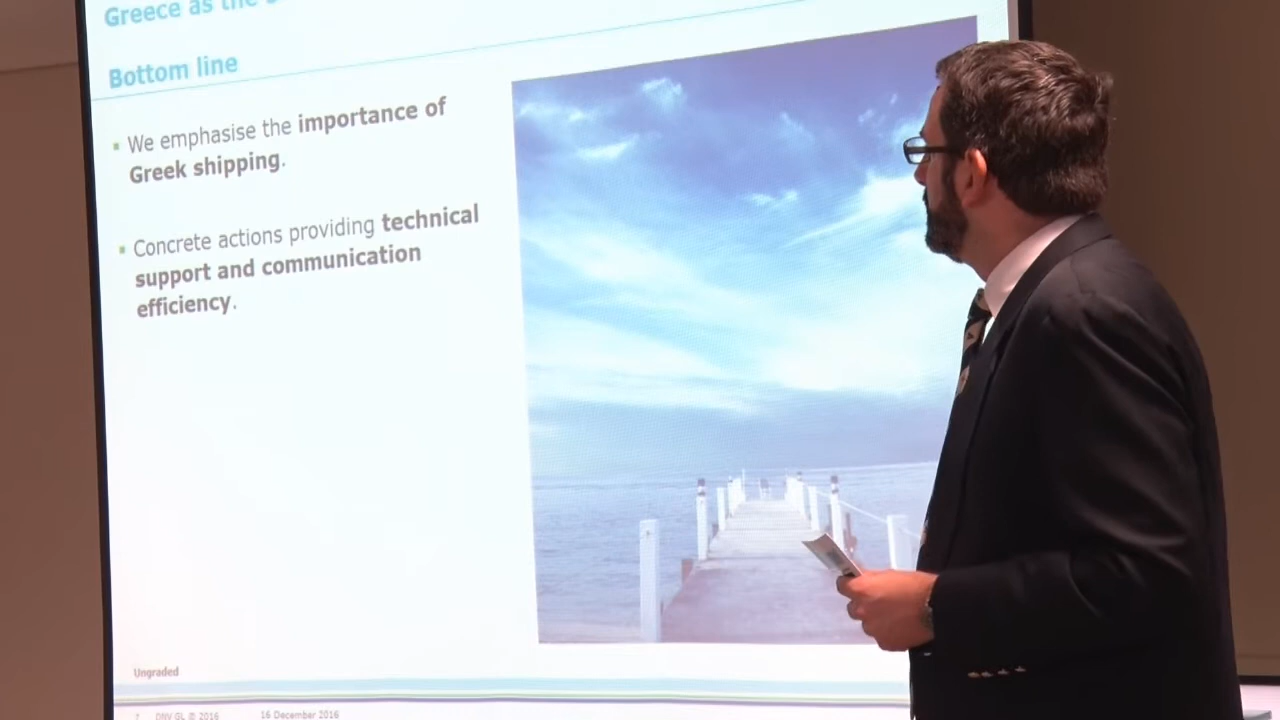 Greece as the
Bottom line
▪ We emphasise the importance of
Greek shipping.
▪ Concrete actions providing technical
support and communication
efficiency.
Ungraded
7 DNV GL © 2016 16 December 2016